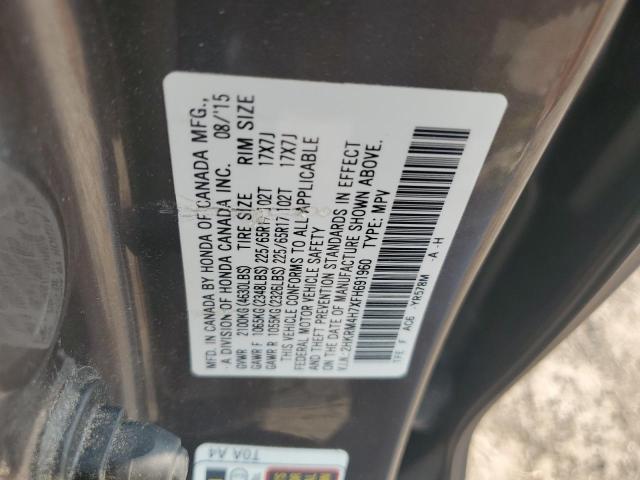 MFD. IN CANADA BY HONDA OF CANADA MFG.,
-A DIVISION OF HONDA CANADA INC. 08/'15
GVWR 2100KG(4630LBS) TIRE SIZE RIM SIZE
GAWR F 1065KG(2348LBS) 225/65R17 102T 17X7J
GAWR R 1055KG(2326LBS) 225/65R17 102T 17X7J
THIS VEHICLE CONFORMS TO ALL APPLICABLE
FEDERAL MOTOR VEHICLE SAFETY
AND THEFT PREVENTION STANDARDS IN EFFECT
ON THE DATE OF MANUFACTURE SHOWN ABOVE.
V.I.N.:2HKRM4H7XFH691960 TYPE: MPV
TFE F AC6 -YR578M -A -H
T0A A4